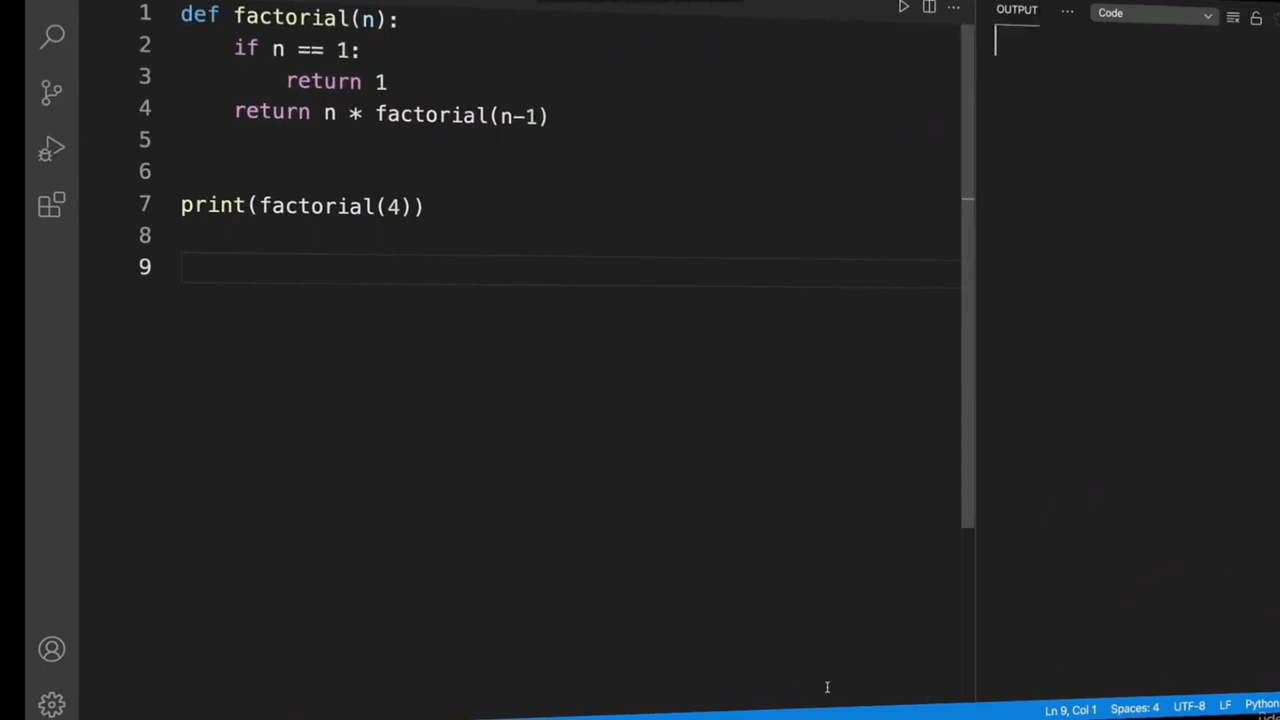 1 def factorial(n):
2     if n == 1:
3         return 1
4     return n * factorial(n-1)
5
6
7 print(factorial(4))
8
9
OUTPUT ... Code
Ln 9, Col 1 Spaces: 4 UTF-8 LF Python